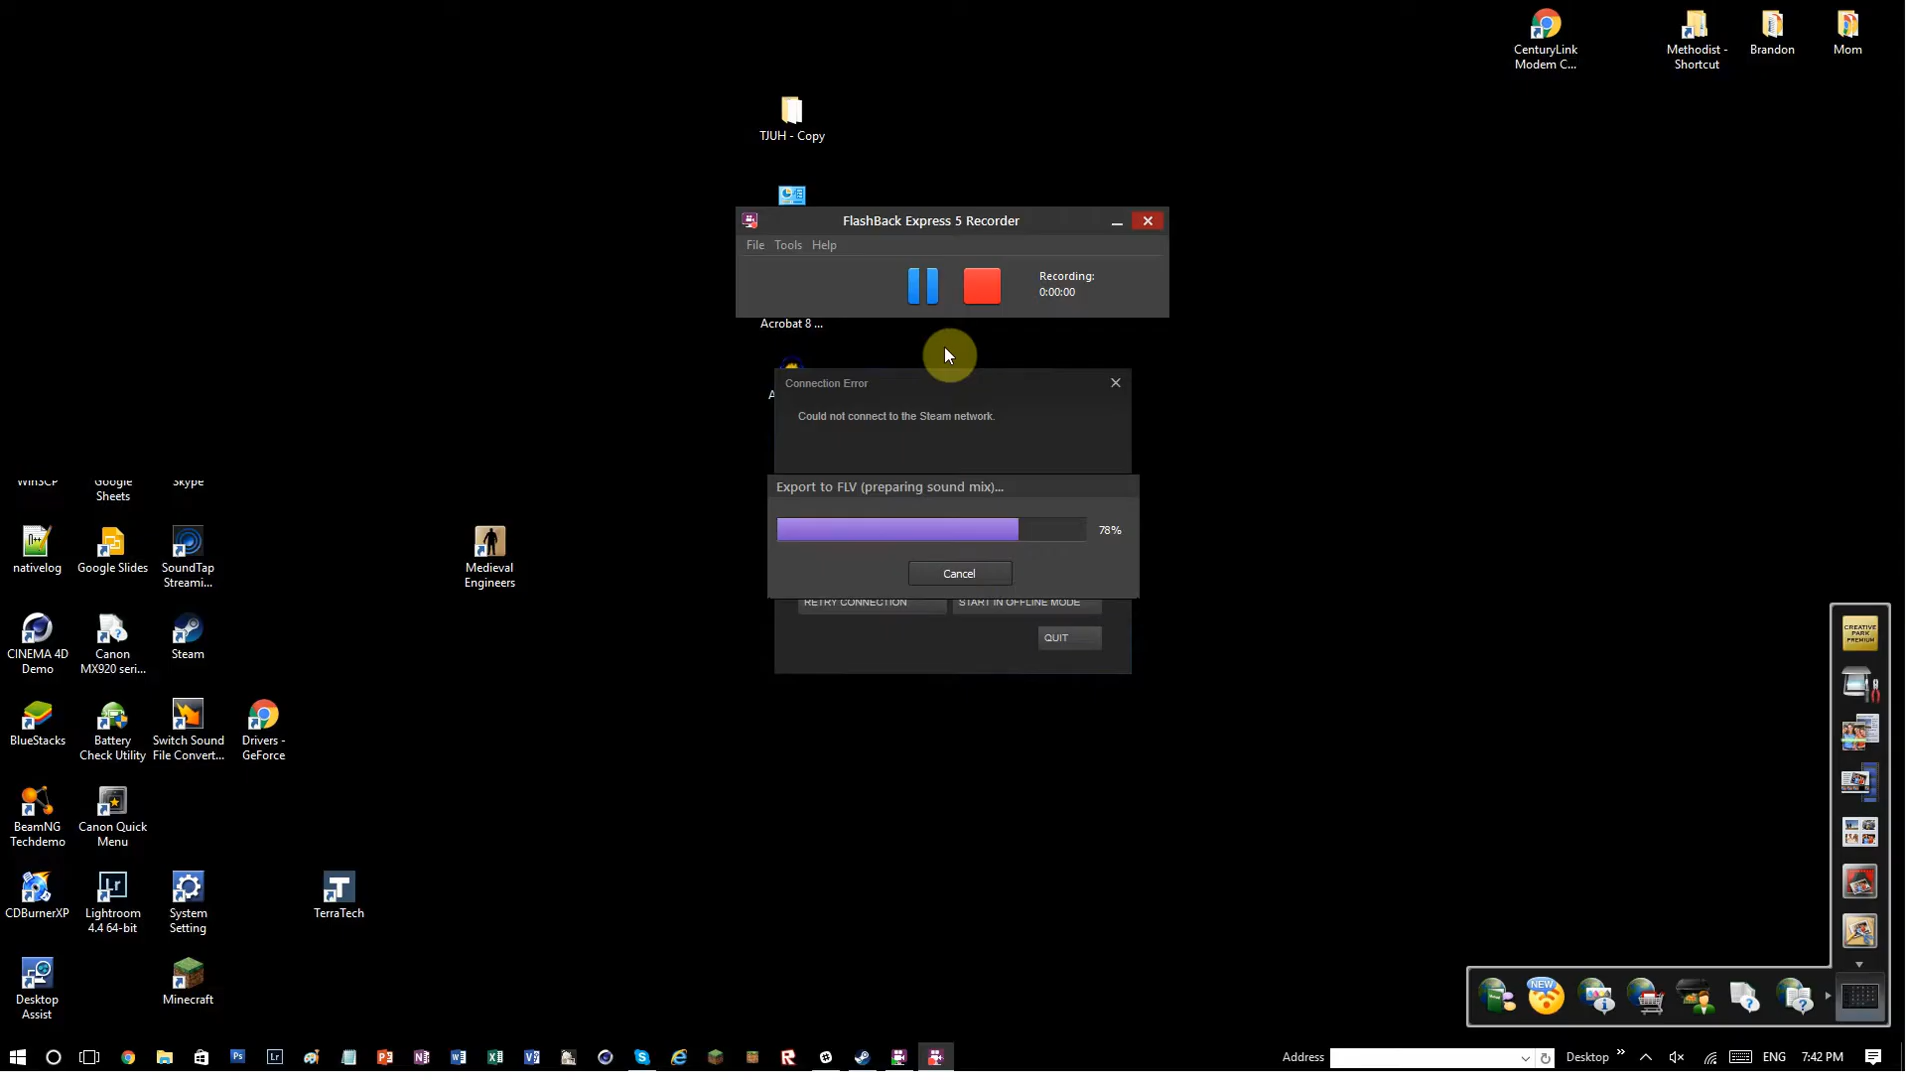 CenturyLink
Modem C...
Methodist -
Shortcut
Brandon
Mom
TJUH - Copy
FlashBack Express 5 Recorder
File Tools Help
Recording:
0:00:00
Acrobat 8 ...
A
Connection Error
Could not connect to the Steam network.
Export to FLV (preparing sound mix)...
78%
Cancel
RETRY CONNECTION
START IN OFFLINE MODE
QUIT
WinSCP
Google
Sheets
Skype
nativelog
Google Slides
SoundTap
Streami...
Medieval
Engineers
CINEMA 4D
Demo
Canon
MX920 seri...
Steam
BlueStacks
Battery
Check Utility
Switch Sound
File Convert...
Drivers -
GeForce
BeamNG
Techdemo
Canon Quick
Menu
CDBurnerXP
Lr
Lightroom
4.4 64-bit
System
Setting
T
TerraTech
Desktop
Assist
Minecraft
CREATIVE
PARK
PREMIUM
NEW
Ps
Lr
Address
Desktop
ENG
7:42 PM